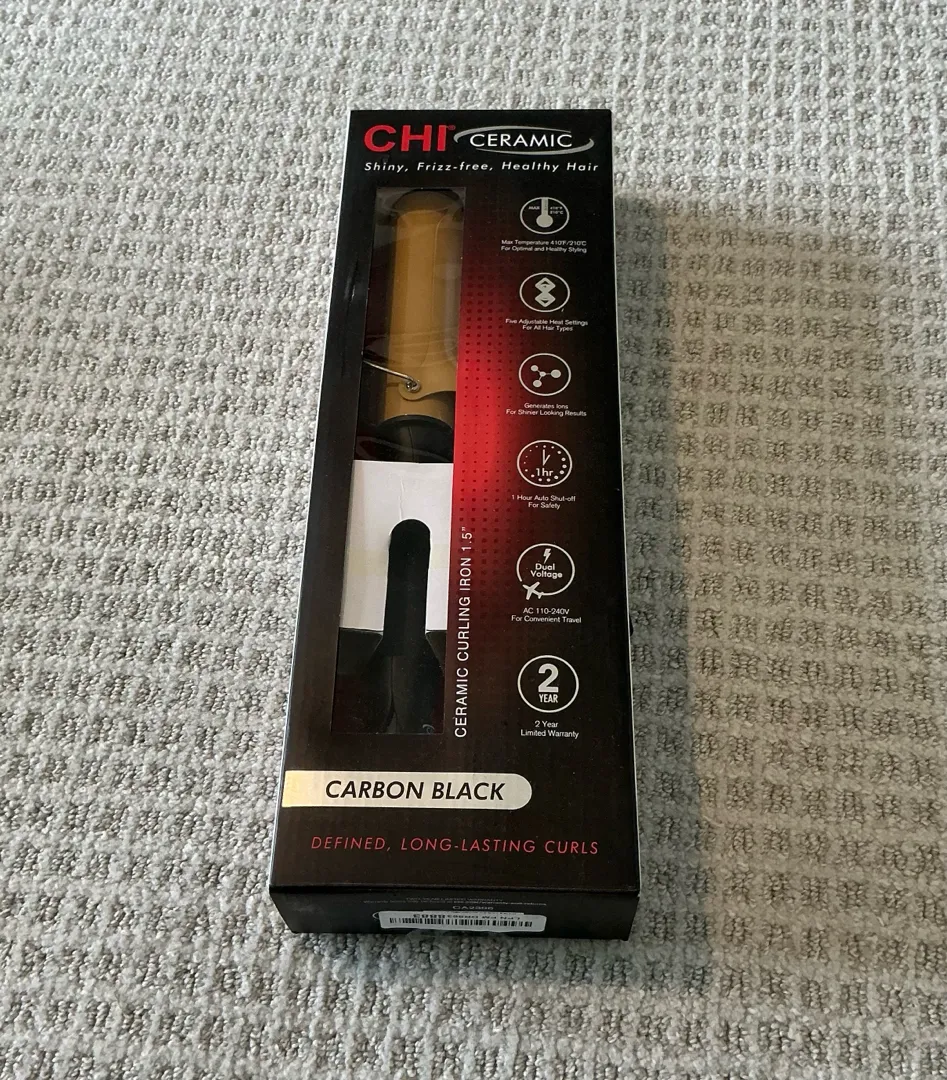 CHI® CERAMIC
Shiny, Frizz-free, Healthy Hair
MAX 410°F
210°C
Max Temperature 410°F/210°C
For Optimal and Healthy Styling
Five Adjustable Heat Settings
For All Hair Types
Generates Ions
For Shinier Looking Results
1hr
1 Hour Auto Shut-off
For Safety
Dual
Voltage
AC 110-240V
For Convenient Travel
2
YEAR
2 Year
Limited Warranty
CERAMIC CURLING IRON 1.5"
CARBON BLACK
DEFINED, LONG-LASTING CURLS